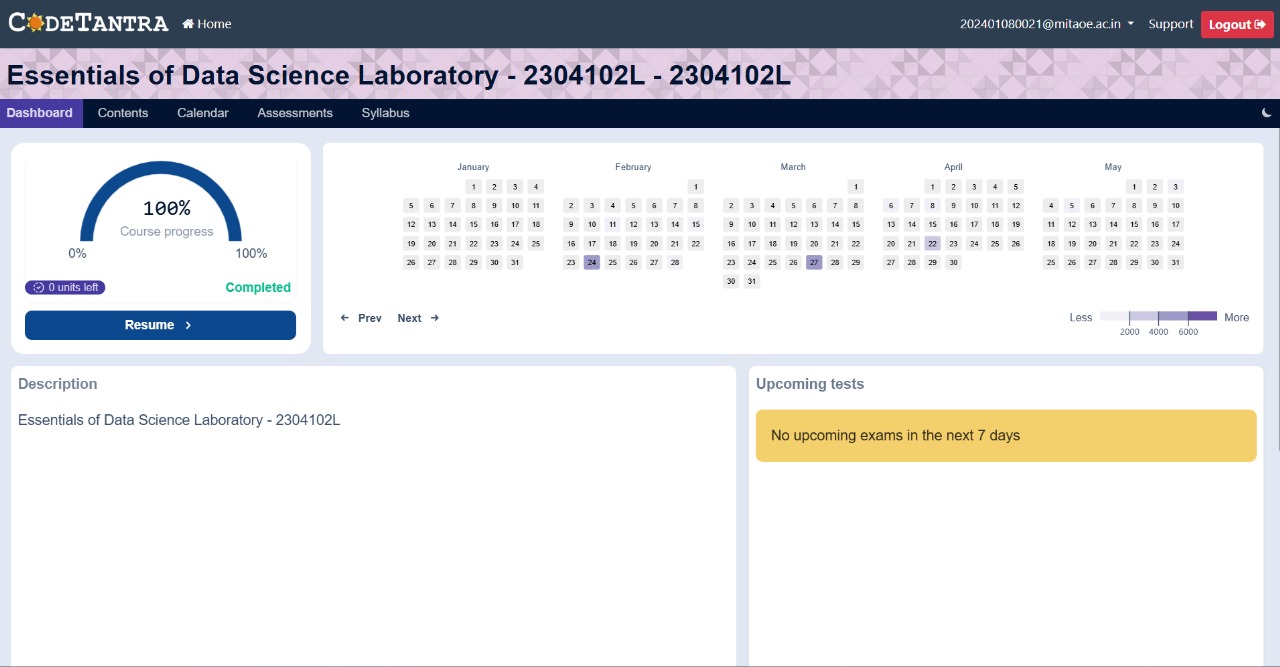 CODETANTRA Home 202401080021@mitaoe.ac.in Support Logout
Essentials of Data Science Laboratory - 2304102L - 2304102L
Dashboard Contents Calendar Assessments Syllabus
100%
Course progress
0% 100%
0 units left Completed
Resume
January
1 2 3 4
5 6 7 8 9 10 11
12 13 14 15 16 17 18
19 20 21 22 23 24 25
26 27 28 29 30 31
February
1
2 3 4 5 6 7 8
9 10 11 12 13 14 15
16 17 18 19 20 21 22
23 24 25 26 27 28
March
1
2 3 4 5 6 7 8
9 10 11 12 13 14 15
16 17 18 19 20 21 22
23 24 25 26 27 28 29
30 31
April
1 2 3 4 5
6 7 8 9 10 11 12
13 14 15 16 17 18 19
20 21 22 23 24 25 26
27 28 29 30
May
1 2 3
4 5 6 7 8 9 10
11 12 13 14 15 16 17
18 19 20 21 22 23 24
25 26 27 28 29 30 31
Prev Next
Less More
2000 4000 6000
Description
Essentials of Data Science Laboratory - 2304102L
Upcoming tests
No upcoming exams in the next 7 days